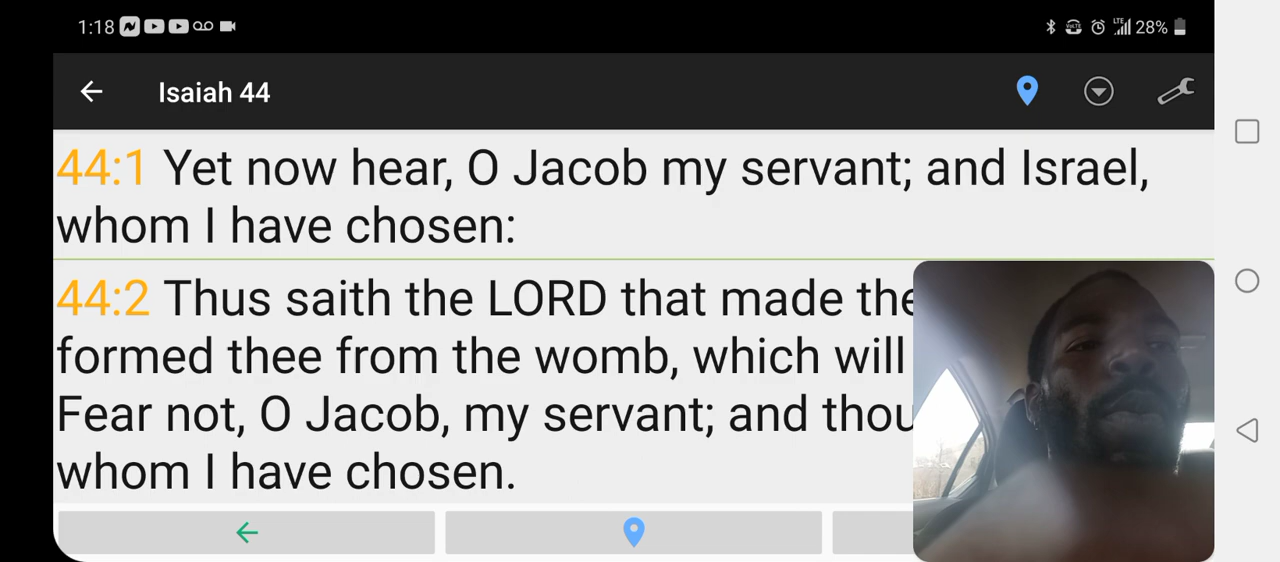 1:18
LTE
28%
Isaiah 44
44:1 Yet now hear, O Jacob my servant; and Israel,
whom I have chosen:
44:2 Thus saith the LORD that made
formed thee from the womb, which will
Fear not, O Jacob, my servant; and
whom I have chosen.